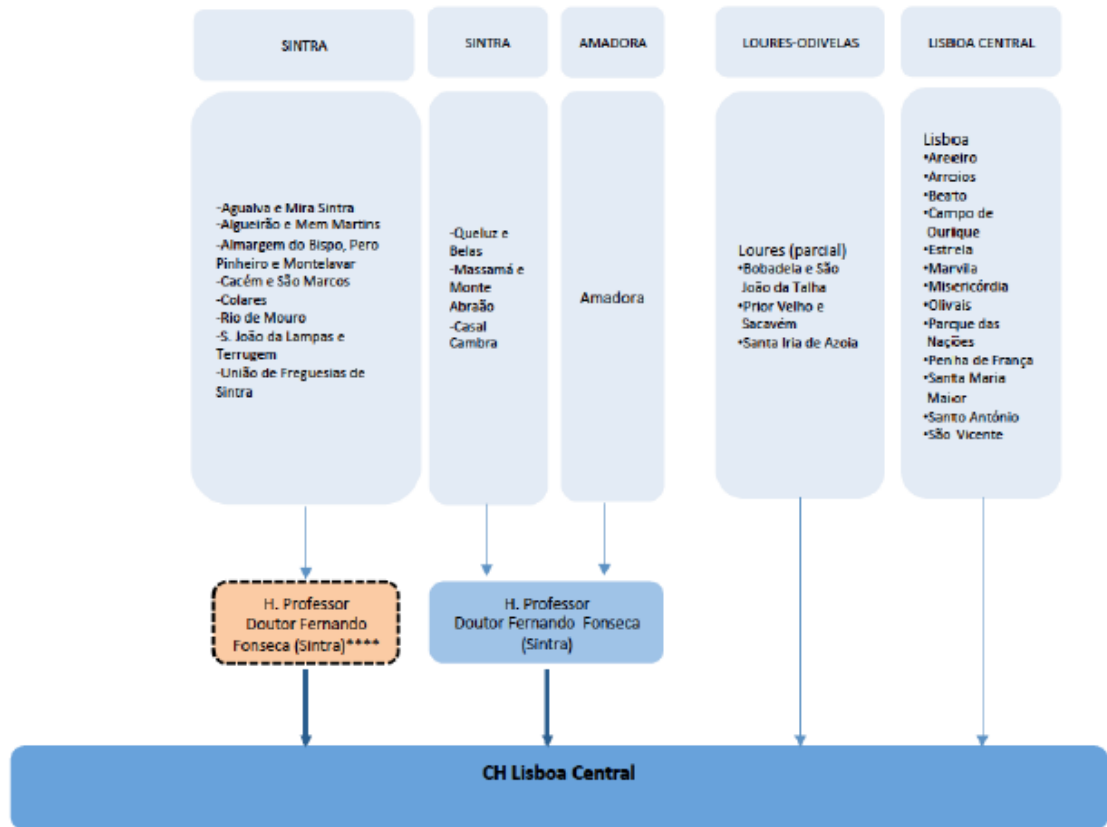 SINTRA
SINTRA
AMADORA
LOURES-ODIVELAS
LISBOA CENTRAL
-Agualva e Mira Sintra
-Algueirão e Mem Martins
-Almargem do Bispo, Pero
Pinheiro e Montelavar
-Cacém e São Marcos
-Colares
-Rio de Mouro
-S. João da Lampas e
Terrugem
-União de Freguesias de
Sintra
-Queluz e
Belas
-Massamá e
Monte
Abraão
-Casal
Cambra
Amadora
Loures (parcial)
•Bobadela e São
João da Talha
•Prior Velho e
Sacavém
•Santa Iria de Azoia
Lisboa
•Areeiro
•Arroios
•Beato
•Campo de
Ourique
•Estrela
•Marvila
•Misericórdia
•Olivais
•Parque das
Nações
•Penha de França
•Santa Maria
Maior
•Santo António
•São Vicente
H. Professor
Doutor Fernando
Fonseca (Sintra)****
H. Professor
Doutor Fernando Fonseca
(Sintra)
CH Lisboa Central